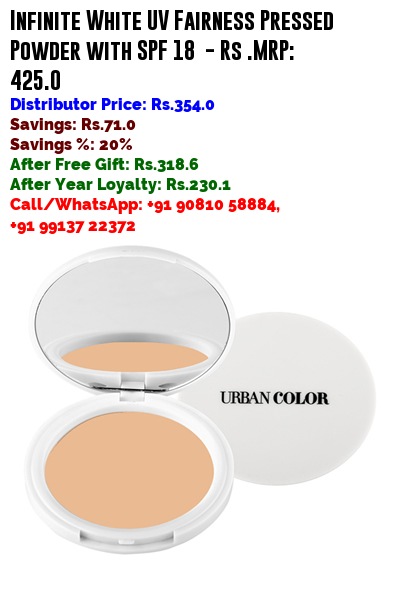 Infinite White UV Fairness Pressed
Powder with SPF 18 - Rs .MRP:
425.0
Distributor Price: Rs.354.0
Savings: Rs.71.0
Savings %: 20%
After Free Gift: Rs.318.6
After Year Loyalty: Rs.230.1
Call/WhatsApp: +91 90810 58884,
+91 99137 22372
URBAN COLOR